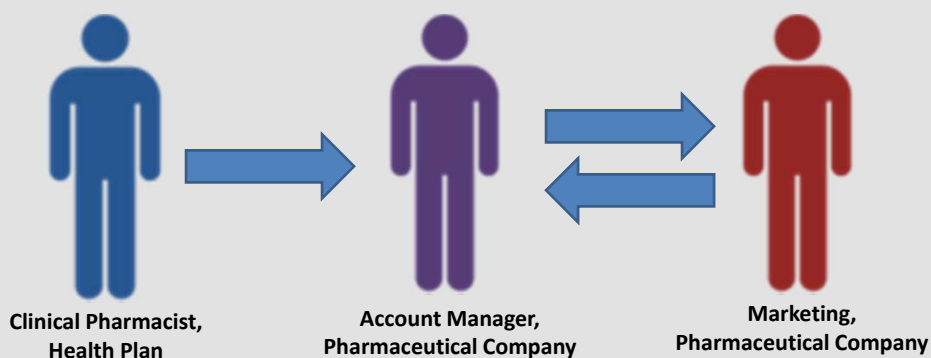 Clinical Pharmacist,
Health Plan
Account Manager,
Pharmaceutical Company
Marketing,
Pharmaceutical Company